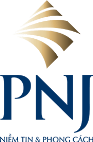 PNJ
NIỀM TIN & PHONG CÁCH